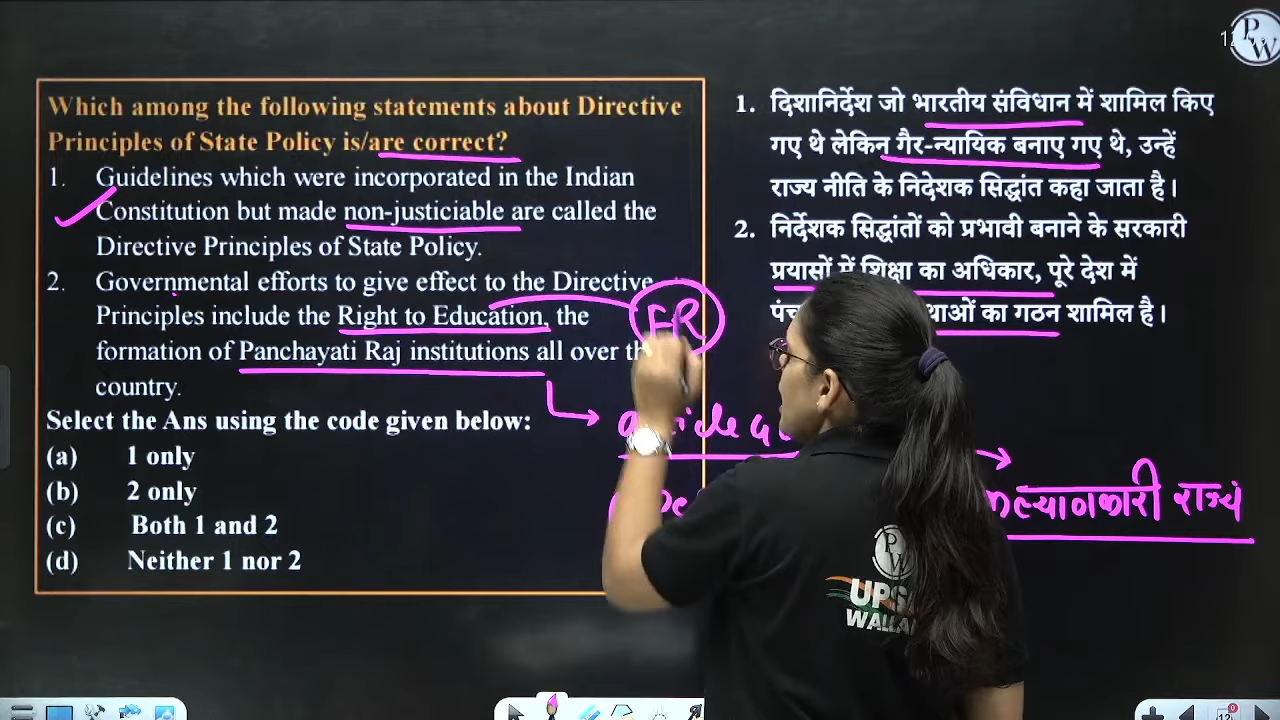 PW
Which among the following statements about Directive
Principles of State Policy is/are correct?
1. Guidelines which were incorporated in the Indian
Constitution but made non-justiciable are called the
Directive Principles of State Policy.
2. Governmental efforts to give effect to the Directive
Principles include the Right to Education, the
formation of Panchayati Raj institutions all over
country.
Select the Ans using the code given below:
(a) 1 only
(b) 2 only
(c) Both 1 and 2
(d) Neither 1 nor 2
1. दिशानिर्देश जो भारतीय संविधान में शामिल किए
गए थे लेकिन गैर-न्यायिक बनाए गए थे, उन्हें
राज्य नीति के निदेशक सिद्धांत कहा जाता है।
2. निर्देशक सिद्धांतों को प्रभावी बनाने के सरकारी
प्रयासों में शिक्षा का अधिकार, पूरे देश में
का गठन शामिल है।
FR
राज्य
PW
WALLAH